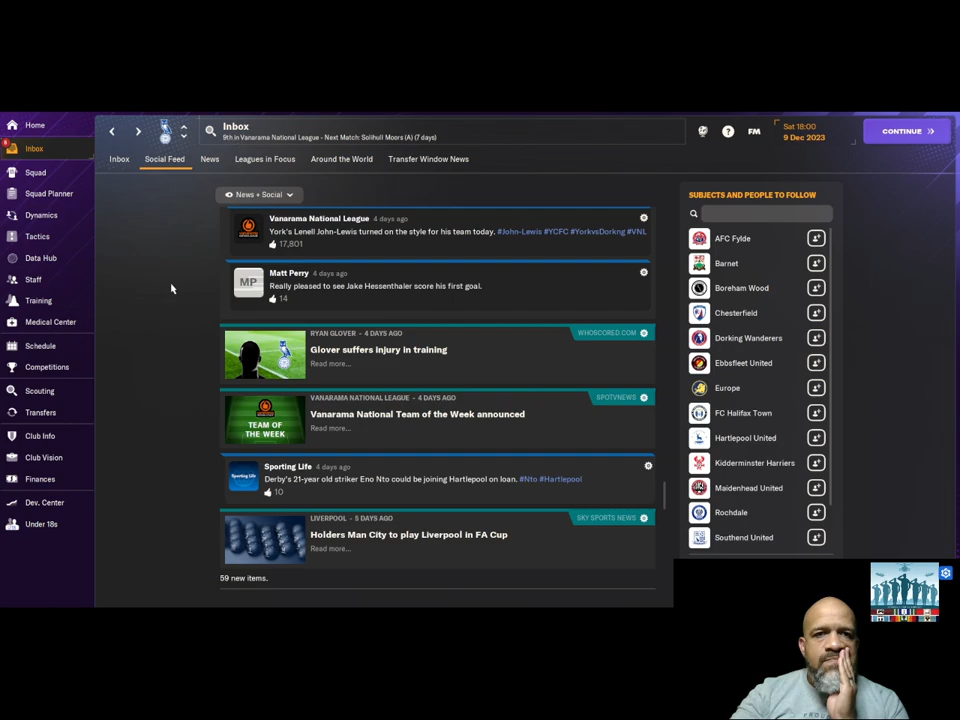 Home
Inbox
9th in Vanarama National League - Next Match: Solihull Moors (A) (7 days)
FM
Sat 18:00
9 Dec 2023
CONTINUE
6
Inbox
Inbox
Social Feed
News
Leagues in Focus
Around the World
Transfer Window News
Squad
Squad Planner
Dynamics
Tactics
Data Hub
Staff
Training
Medical Center
Schedule
Competitions
Scouting
Transfers
Club Info
Club Vision
Finances
Dev. Center
Under 18s
News + Social
Vanarama National League 4 days ago
York's Lenell John-Lewis turned on the style for his team today. #John-Lewis #YCFC #YorkvsDorkng #VNL
17,801
MP
Matt Perry 4 days ago
Really pleased to see Jake Hessenthaler score his first goal.
14
RYAN GLOVER - 4 DAYS AGO
WHOSCORED.COM
Glover suffers injury in training
Read more...
VANARAMA NATIONAL LEAGUE - 4 DAYS AGO
SPOTVNEWS
TEAM OF
THE WEEK
Vanarama National Team of the Week announced
Read more...
Sporting Life
Sporting Life 4 days ago
Derby's 21-year old striker Eno Nto could be joining Hartlepool on loan. #Nto #Hartlepool
10
LIVERPOOL - 5 DAYS AGO
SKY SPORTS NEWS
Holders Man City to play Liverpool in FA Cup
Read more...
59 new items.
SUBJECTS AND PEOPLE TO FOLLOW
AFC Fylde
Barnet
Boreham Wood
Chesterfield
Dorking Wanderers
Ebbsfleet United
Europe
FC Halifax Town
Hartlepool United
Kidderminster Harriers
Maidenhead United
Rochdale
Southend United